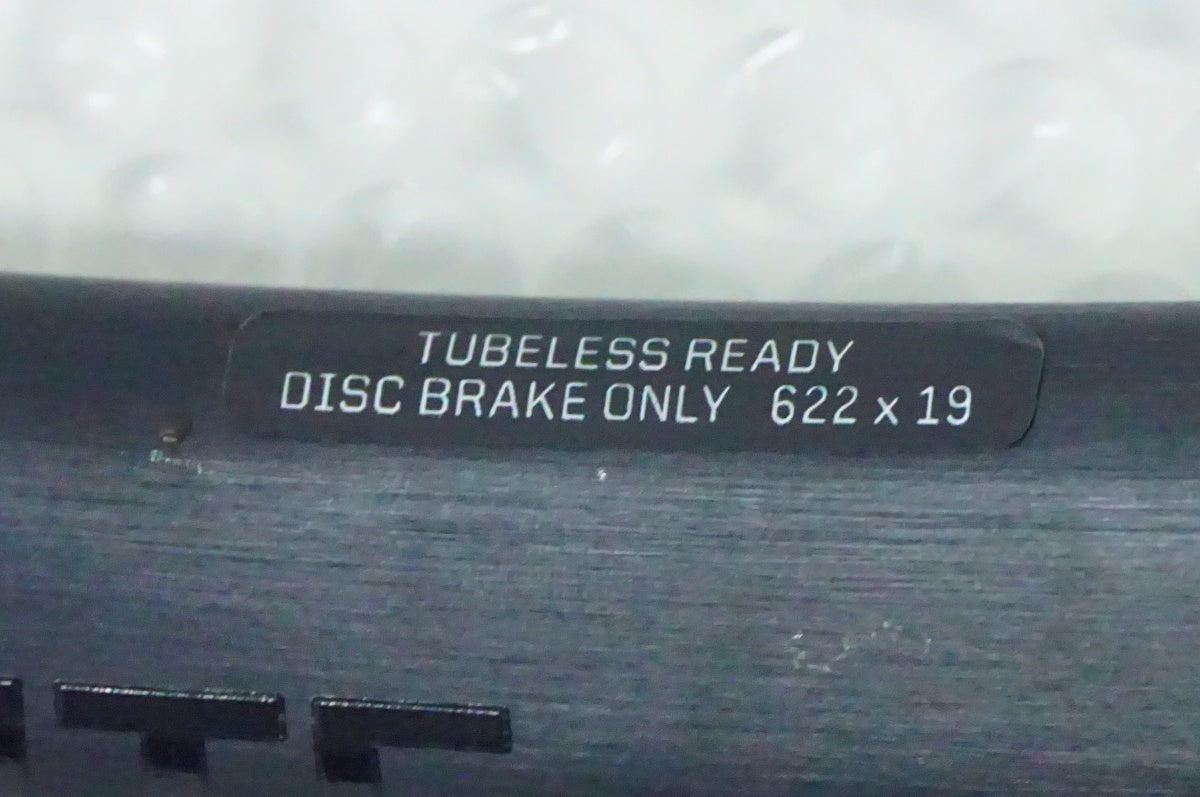 TUBELESS READY
DISC BRAKE ONLY 622 x 19